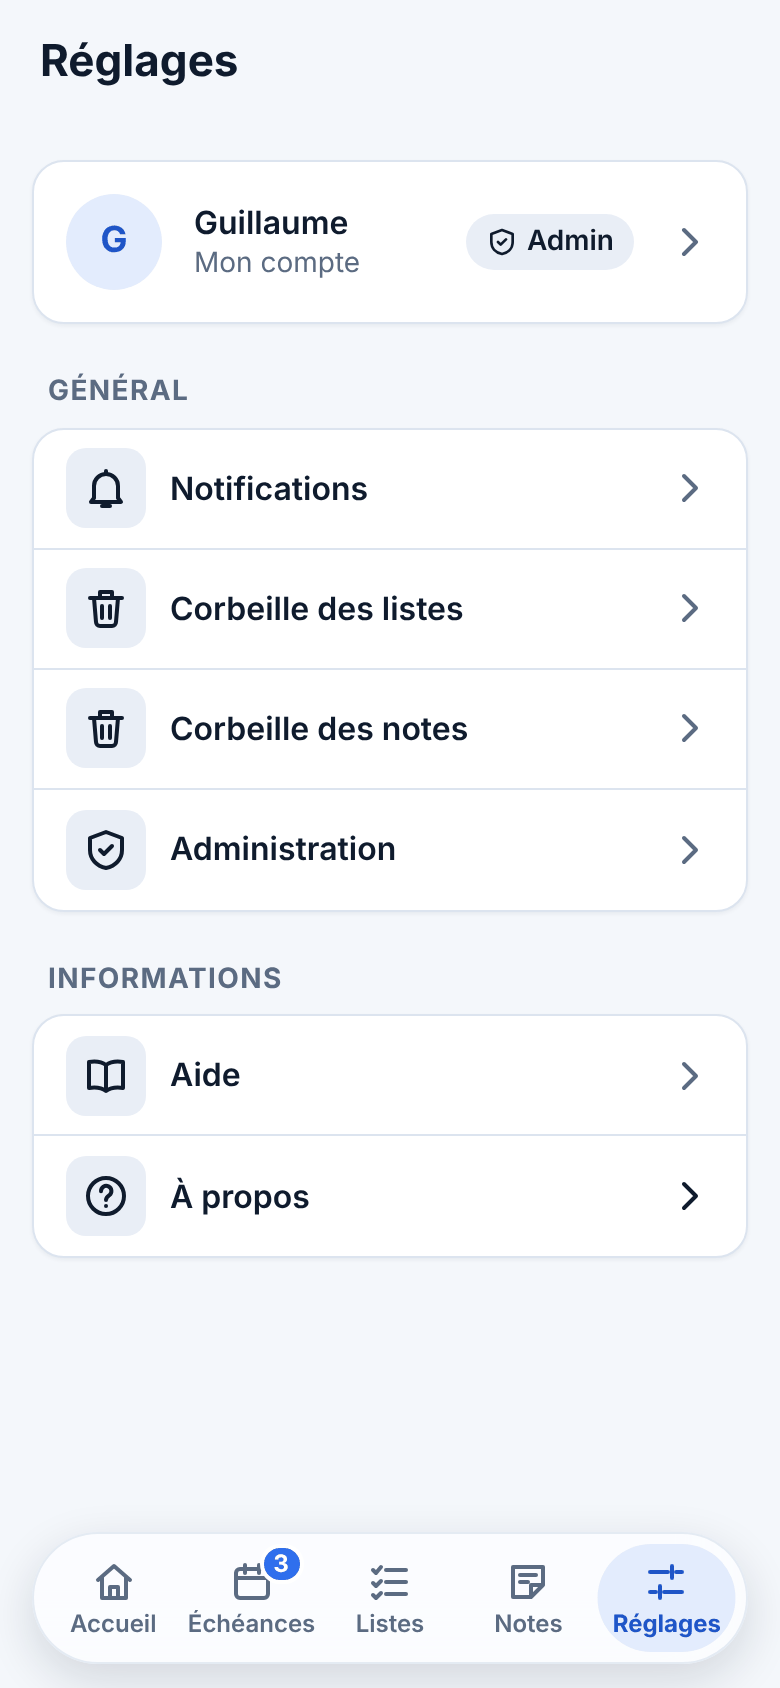 Réglages
G
Guillaume
Mon compte
Admin
GÉNÉRAL
Notifications
Corbeille des listes
Corbeille des notes
Administration
INFORMATIONS
Aide
À propos
3
Accueil
Échéances
Listes
Notes
Réglages